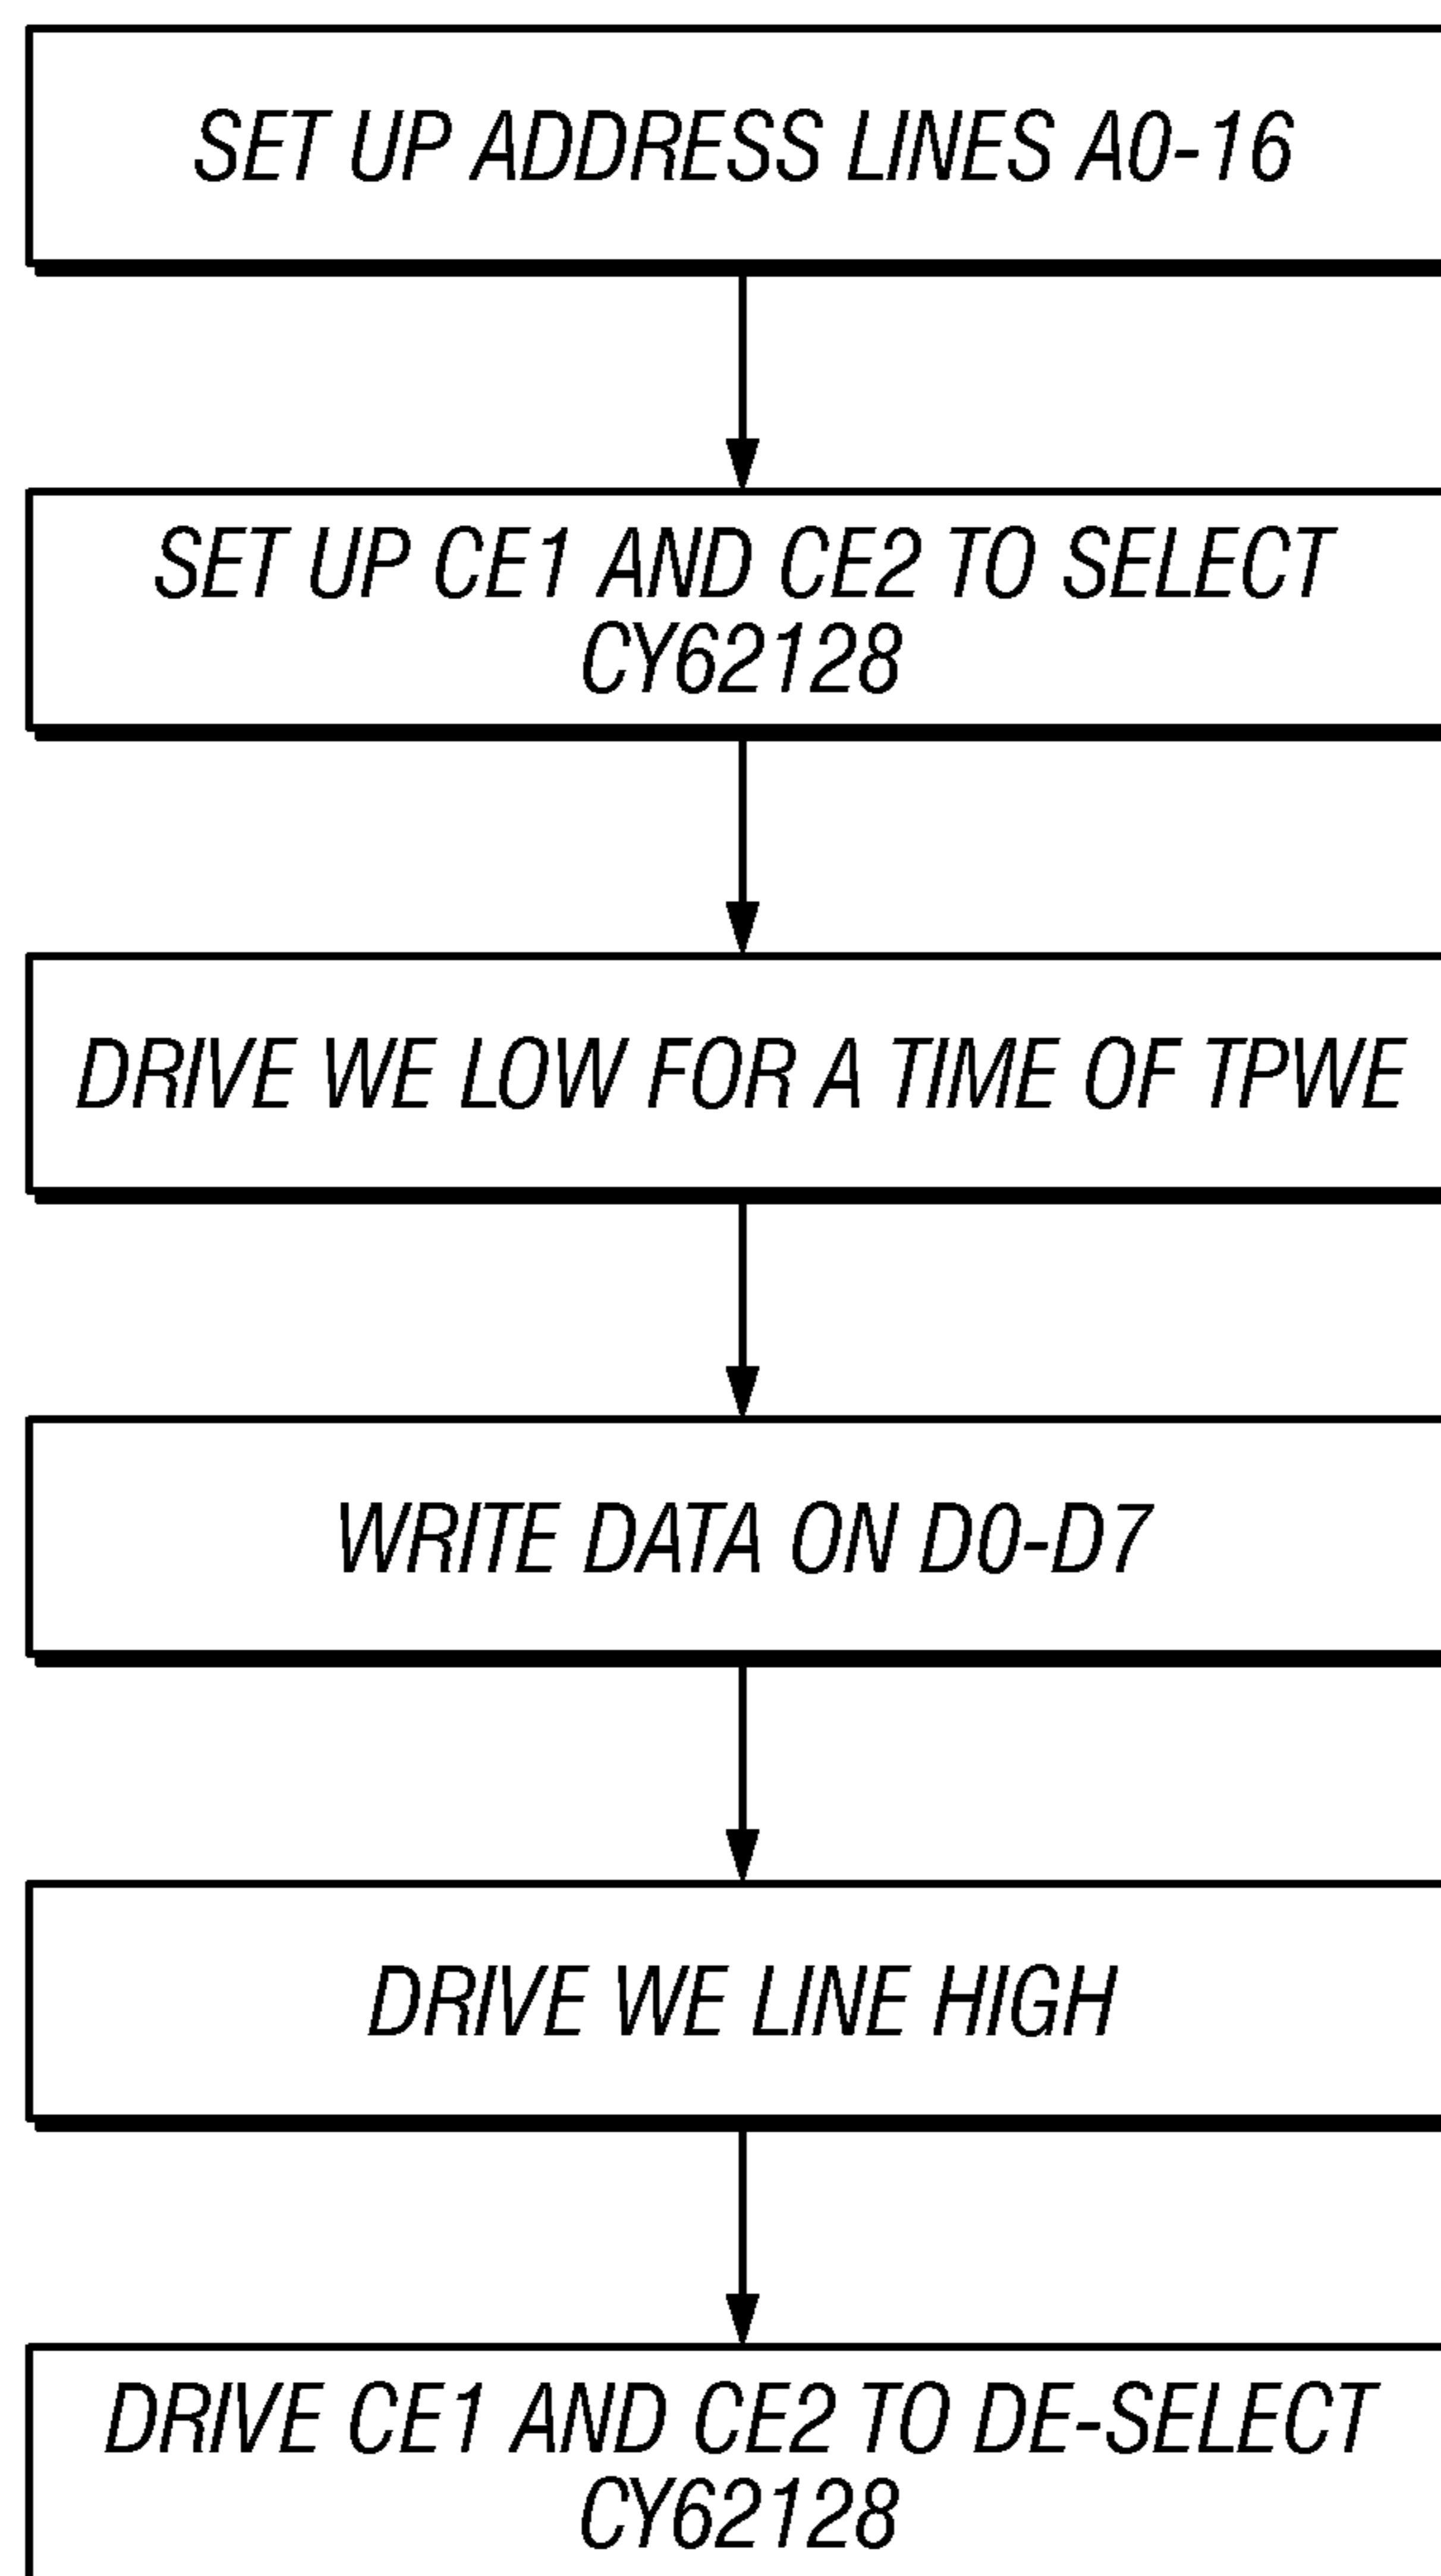 SET UP ADDRESS LINES A0-16
SET UP CE1 AND CE2 TO SELECT
CY62128
DRIVE WE LOW FOR A TIME OF TPWE
WRITE DATA ON D0-D7
DRIVE WE LINE HIGH
DRIVE CE1 AND CE2 TO DE-SELECT
CY62128